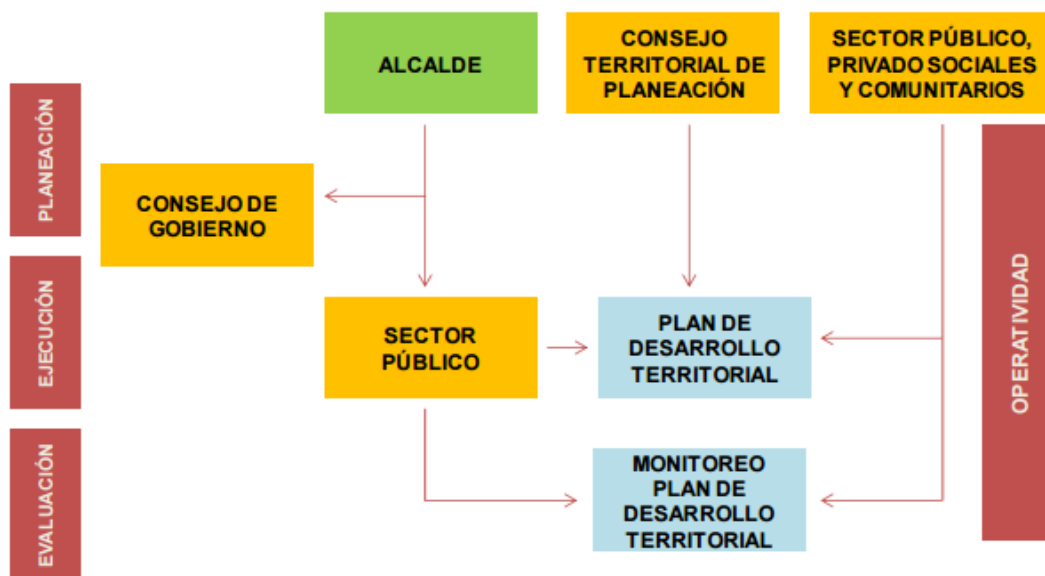 ALCALDE
CONSEJO
TERRITORIAL DE
PLANEACIÓN
SECTOR PÚBLICO,
PRIVADO SOCIALES
Y COMUNITARIOS
PLANEACIÓN
CONSEJO DE
GOBIERNO
EJECUCIÓN
SECTOR
PÚBLICO
PLAN DE
DESARROLLO
TERRITORIAL
OPERATIVIDAD
EVALUACIÓN
MONITOREO
PLAN DE
DESARROLLO
TERRITORIAL